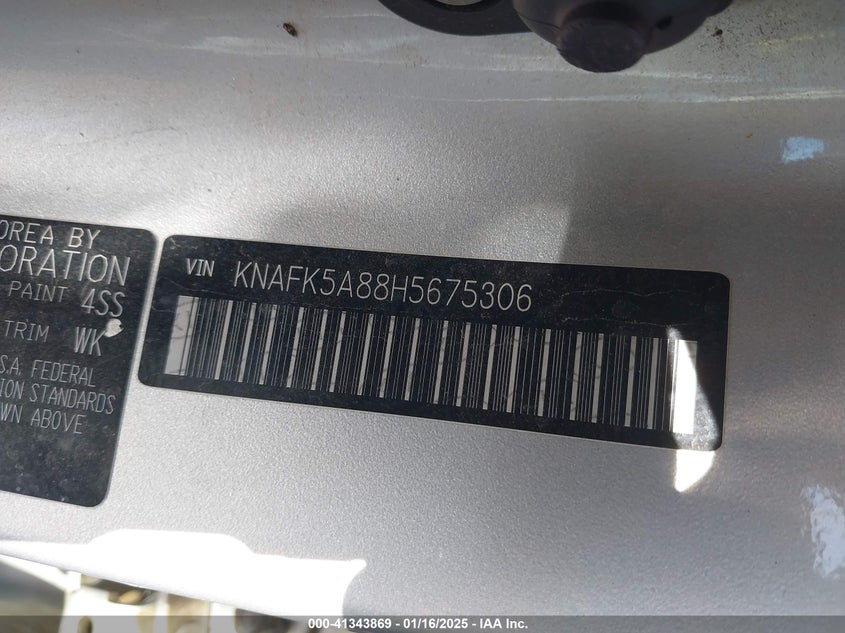 OREA BY
ORATION
PAINT 4SS
TRIM WK
S.A. FEDERAL
ION STANDARDS
WN ABOVE
VIN KNAFK5A88H5675306
000-41343869 - 01/16/2025 - IAA Inc.